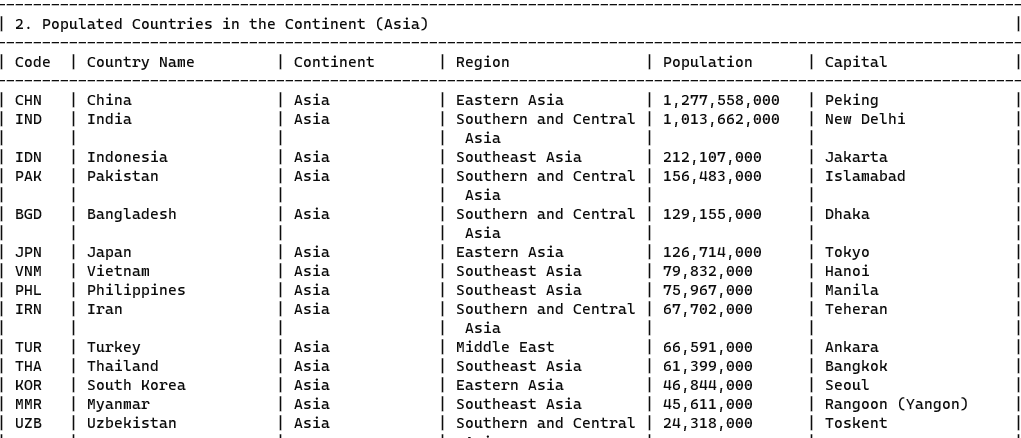 2. Populated Countries in the Continent (Asia)
Code | Country Name | Continent | Region | Population | Capital
CHN | China | Asia | Eastern Asia | 1,277,558,000 | Peking
IND | India | Asia | Southern and Central | 1,013,662,000 | New Delhi
| | | Asia | |
IDN | Indonesia | Asia | Southeast Asia | 212,107,000 | Jakarta
PAK | Pakistan | Asia | Southern and Central | 156,483,000 | Islamabad
| | | Asia | |
BGD | Bangladesh | Asia | Southern and Central | 129,155,000 | Dhaka
| | | Asia | |
JPN | Japan | Asia | Eastern Asia | 126,714,000 | Tokyo
VNM | Vietnam | Asia | Southeast Asia | 79,832,000 | Hanoi
PHL | Philippines | Asia | Southeast Asia | 75,967,000 | Manila
IRN | Iran | Asia | Southern and Central | 67,702,000 | Teheran
| | | Asia | |
TUR | Turkey | Asia | Middle East | 66,591,000 | Ankara
THA | Thailand | Asia | Southeast Asia | 61,399,000 | Bangkok
KOR | South Korea | Asia | Eastern Asia | 46,844,000 | Seoul
MMR | Myanmar | Asia | Southeast Asia | 45,611,000 | Rangoon (Yangon)
UZB | Uzbekistan | Asia | Southern and Central | 24,318,000 | Toskent